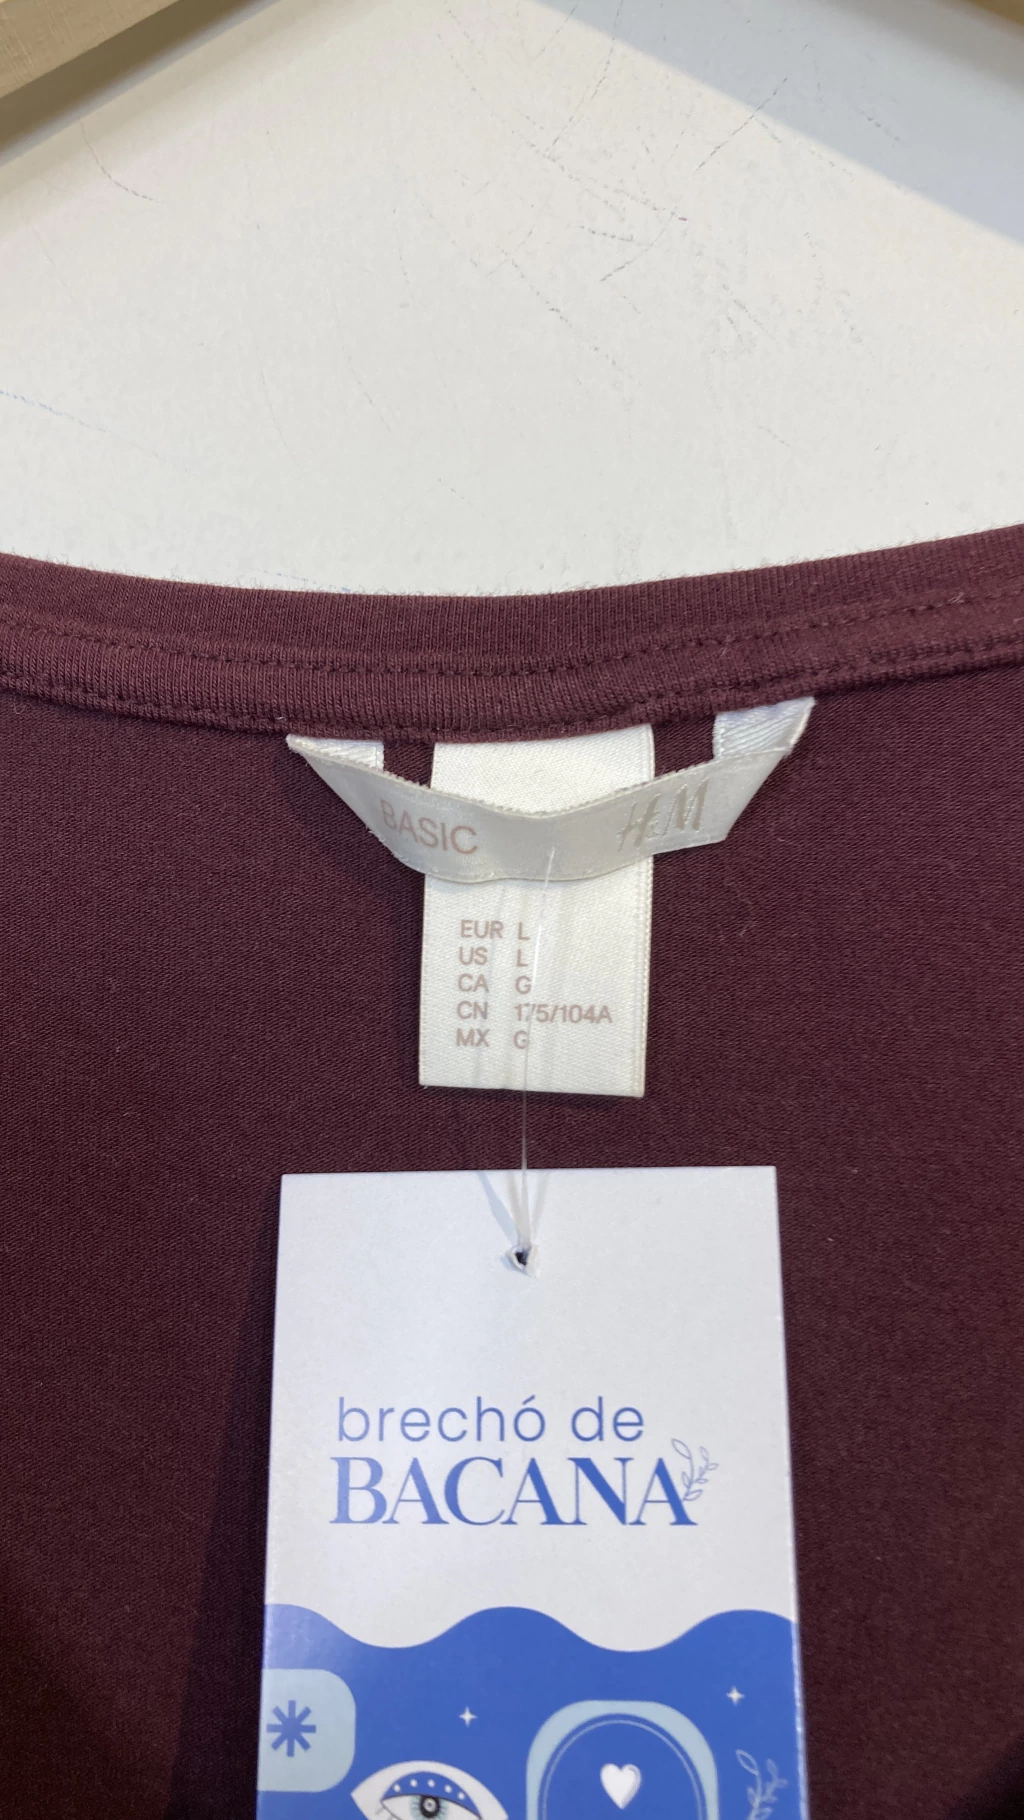 BASIC H&M
EUR L
US L
CA G
CN 175/104A
MX G
brechó de
BACANA